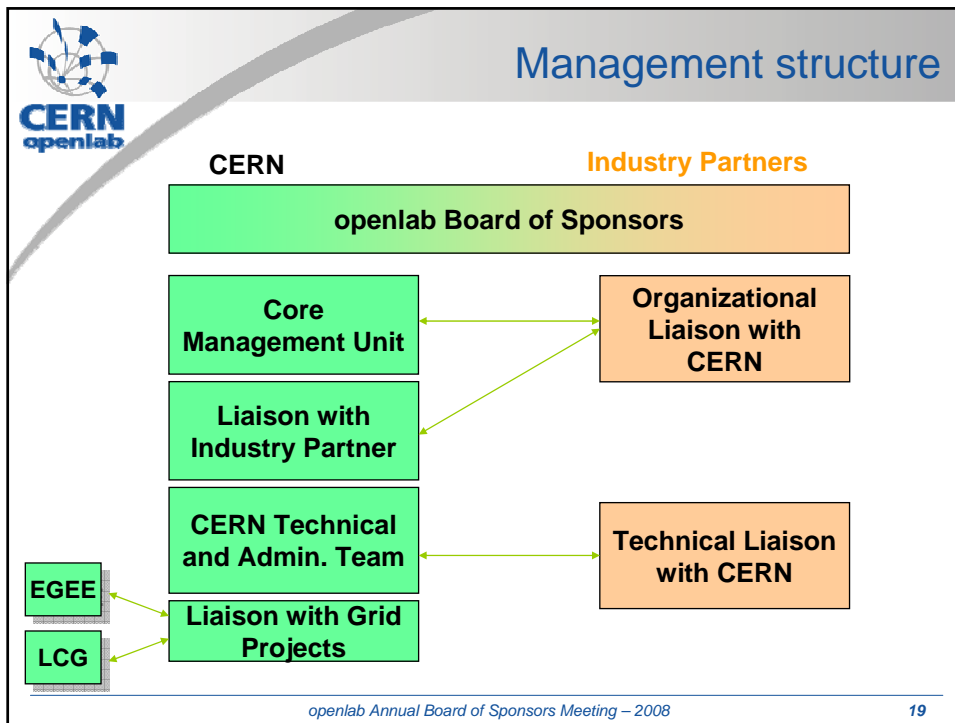 CERN
openlab
Management structure
CERN
Industry Partners
openlab Board of Sponsors
Core
Management Unit
Organizational
Liaison with
CERN
Liaison with
Industry Partner
CERN Technical
and Admin. Team
Technical Liaison
with CERN
EGEE
Liaison with Grid
Projects
LCG
openlab Annual Board of Sponsors Meeting – 2008
19